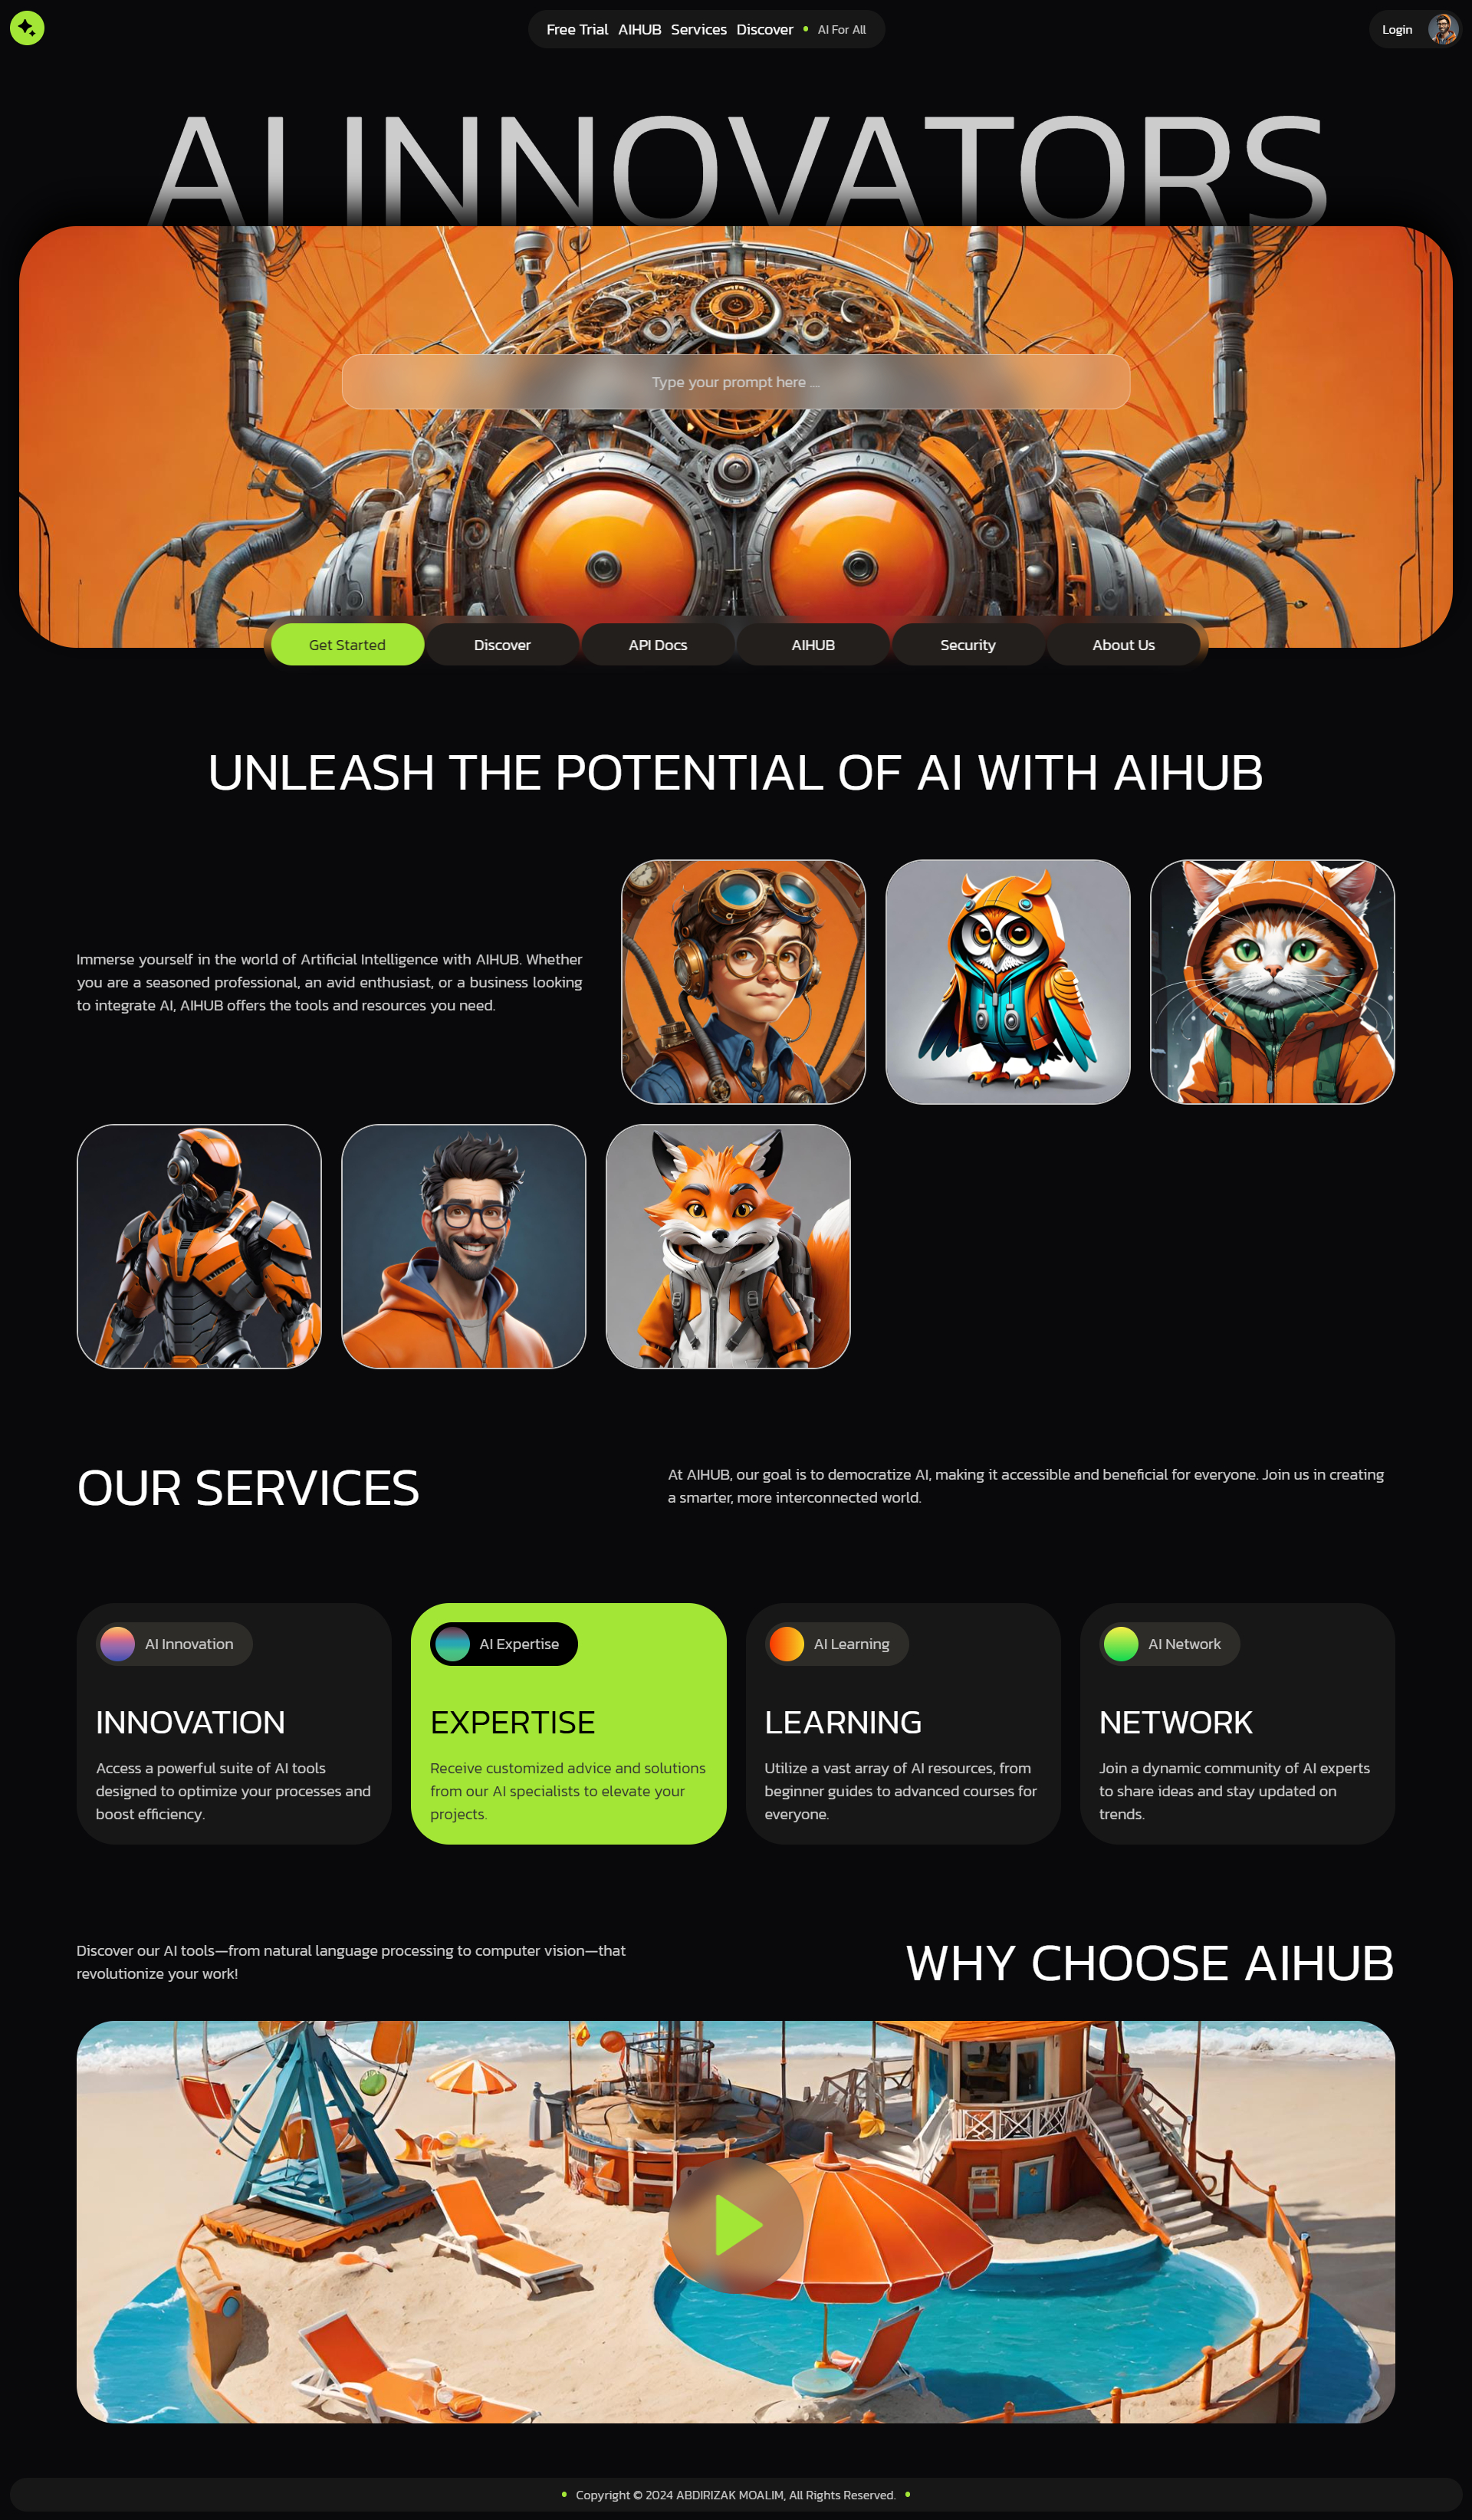 Free Trial AIHUB Services Discover • AI For All
Login
AI INNOVATORS
Type your prompt here ...
Get Started
Discover
API Docs
AIHUB
Security
About Us
UNLEASH THE POTENTIAL OF AI WITH AIHUB
Immerse yourself in the world of Artificial Intelligence with AIHUB. Whether
you are a seasoned professional, an avid enthusiast, or a business looking
to integrate AI, AIHUB offers the tools and resources you need.
OUR SERVICES
At AIHUB, our goal is to democratize AI, making it accessible and beneficial for everyone. Join us in creating
a smarter, more interconnected world.
AI Innovation
INNOVATION
Access a powerful suite of AI tools
designed to optimize your processes and
boost efficiency.
AI Expertise
EXPERTISE
Receive customized advice and solutions
from our AI specialists to elevate your
projects.
AI Learning
LEARNING
Utilize a vast array of AI resources, from
beginner guides to advanced courses for
everyone.
AI Network
NETWORK
Join a dynamic community of AI experts
to share ideas and stay updated on
trends.
Discover our AI tools—from natural language processing to computer vision—that
revolutionize your work!
WHY CHOOSE AIHUB
• Copyright © 2024 ABDIRIZAK MOALIM, All Rights Reserved. •